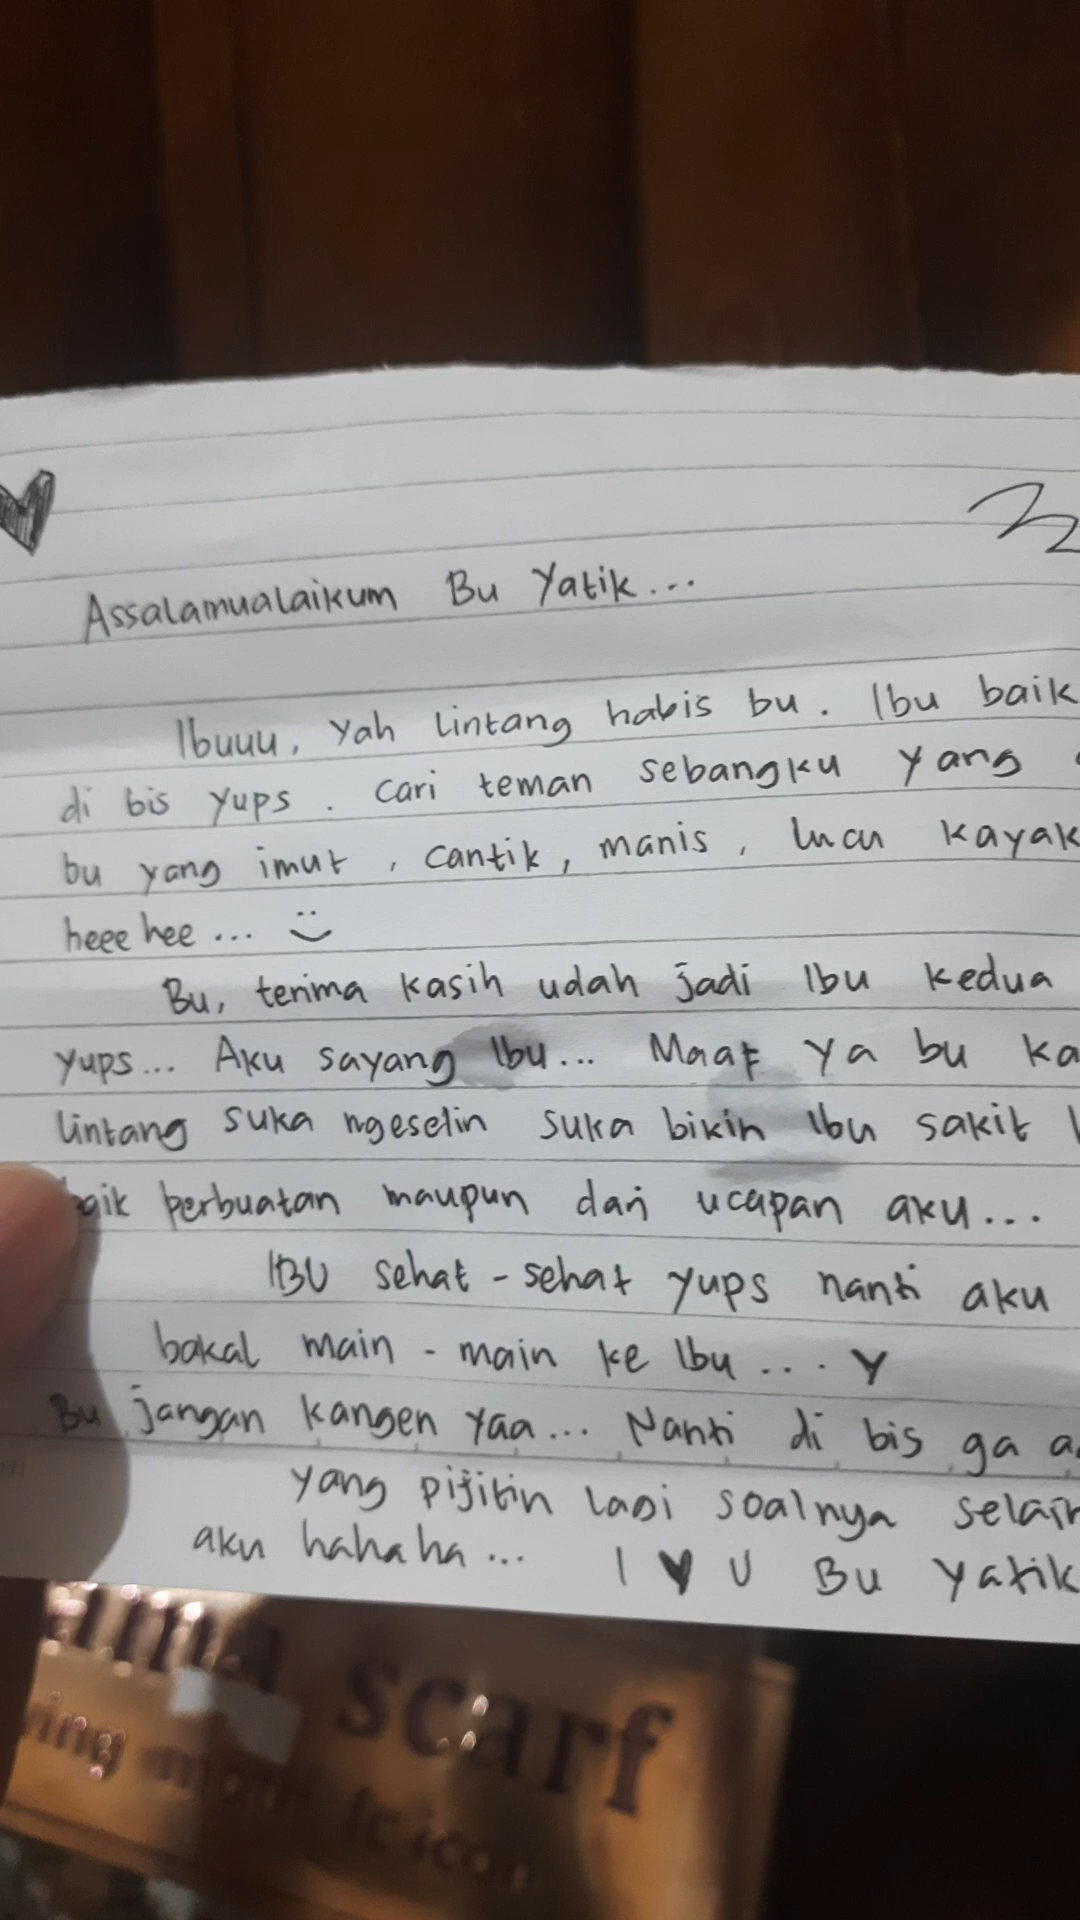 Assalamualaikum Bu Yatik...
Ibuuu, Yah lintang habis bu. Ibu baik
di bis yups. Cari teman sebangku yang
bu yang imut, cantik, manis, lucu kayak
heee hee ...
Bu, terima kasih udah jadi Ibu kedua
yups... Aku sayang Ibu... Maaf ya bu ka
lintang suka ngeselin suka bikin Ibu sakit
baik perbuatan maupun dari ucapan aku...
IBU sehat-sehat yups nanti aku
bakal main-main ke Ibu....
Bu jangan kangen yaa... Nanti di bis ga a
yang pijitin lagi soalnya selain
aku hahaha... I ♥ U Bu Yatik
scarf